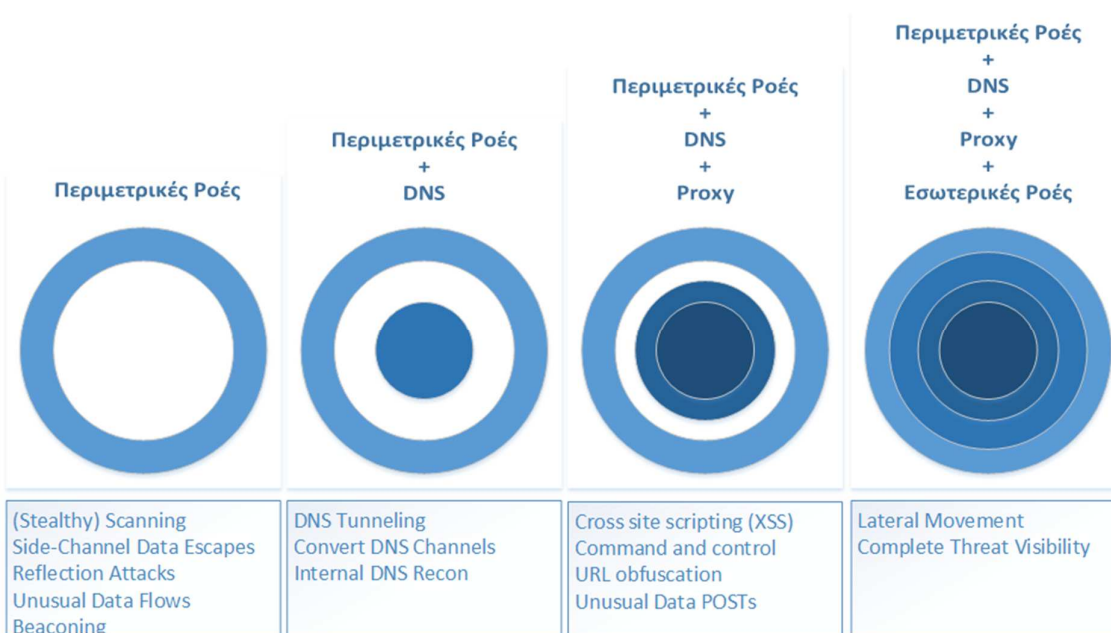 Περιμετρικές Ροές
Περιμετρικές Ροές
+
DNS
Περιμετρικές Ροές
+
DNS
+
Proxy
Περιμετρικές Ροές
+
DNS
+
Proxy
+
Εσωτερικές Ροές
(Stealthy) Scanning
Side-Channel Data Escapes
Reflection Attacks
Unusual Data Flows
Beaconing
DNS Tunneling
Convert DNS Channels
Internal DNS Recon
Cross site scripting (XSS)
Command and control
URL obfuscation
Unusual Data POSTs
Lateral Movement
Complete Threat Visibility